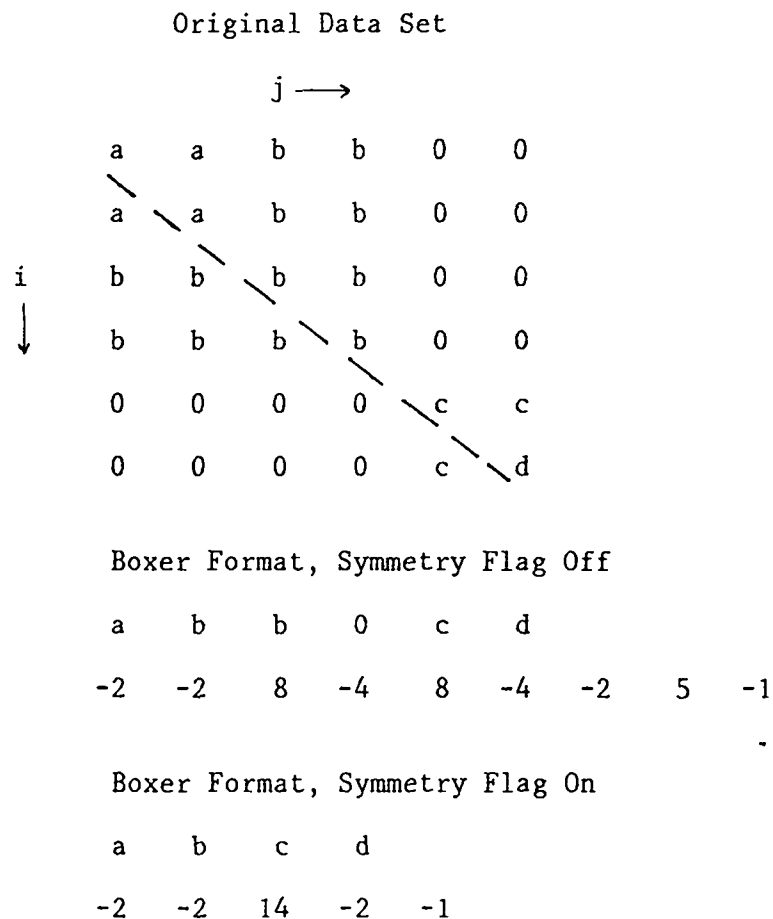 Original Data Set
j →
a a b b 0 0
a a b b 0 0
i b b b b 0 0
↓ b b b b 0 0
0 0 0 0 c c
0 0 0 0 c d
Boxer Format, Symmetry Flag Off
a b b 0 c d
-2 -2 8 -4 8 -4 -2 5 -1
Boxer Format, Symmetry Flag On
a b c d
-2 -2 14 -2 -1